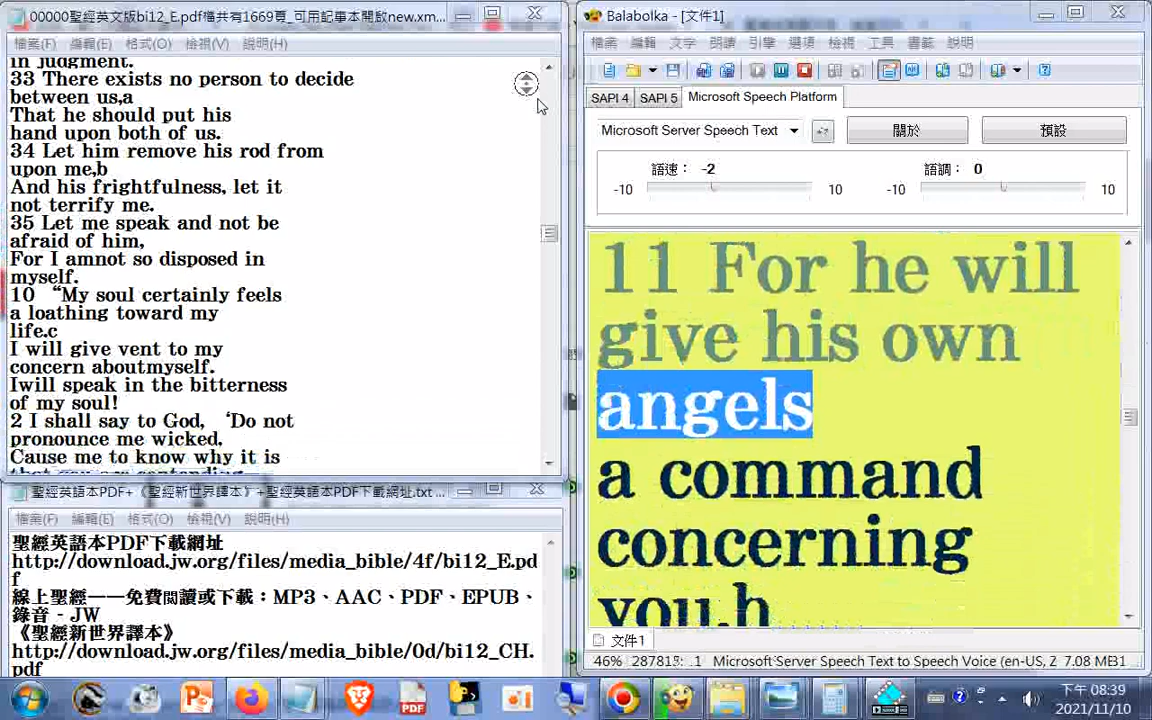 00000聖經英文版bi12_E.pdf檔共有1669頁_可用記事本開啟new.xm...
檔案(F) 編輯(E) 格式(O) 檢視(V) 說明(H)
in judgment.
33 There exists no person to decide
between us,a
That he should put his
hand upon both of us.
34 Let him remove his rod from
upon me,b
And his frightfulness, let it
not terrify me.
35 Let me speak and not be
afraid of him,
For I amnot so disposed in
myself.
10 “My soul certainly feels
a loathing toward my
life.c
I will give vent to my
concern aboutmyself.
Iwill speak in the bitterness
of my soul!
2 I shall say to God, ‘Do not
pronounce me wicked,
Cause me to know why it is
that you are contending
聖經英語本PDF+《聖經新世界譯本》+聖經英語本PDF下載網址.txt ...
檔案(F) 編輯(E) 格式(O) 檢視(V) 說明(H)
聖經英語本PDF下載網址
http://download.jw.org/files/media_bible/4f/bi12_E.pd
f
線上聖經——免費閱讀或下載：MP3、AAC、PDF、EPUB、
錄音 - JW
《聖經新世界譯本》
http://download.jw.org/files/media_bible/0d/bi12_CH.
pdf
Balabolka - [文件1]
檔案 編輯 文字 朗讀 引擎 選項 檢視 工具 書籤 說明
SAPI 4 SAPI 5 Microsoft Speech Platform
Microsoft Server Speech Text 關於 預設
語速： -2 語調： 0
-10 10 -10 10
11 For he will
give his own
angels
a command
concerning
you,h
文件1
46% Microsoft Server Speech Text to Speech Voice (en-US, Z 7.08 MB
下午 08:39
2021/11/10